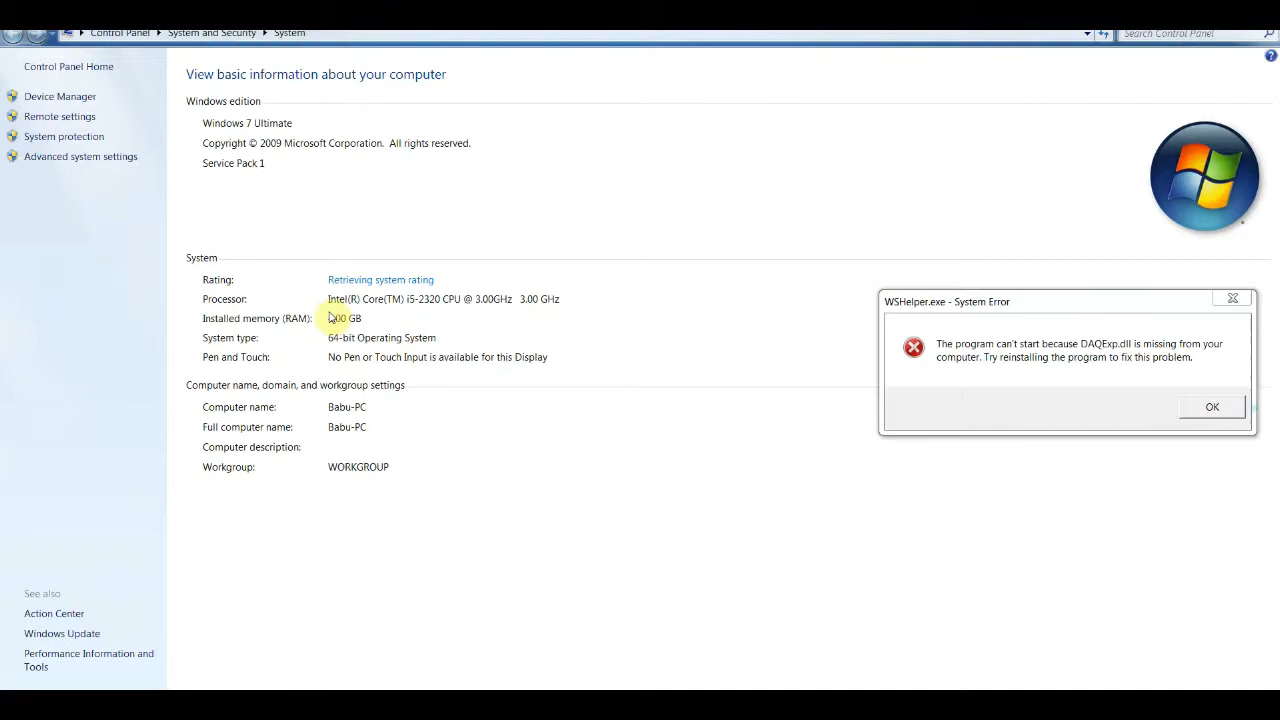 Control Panel ▸ System and Security ▸ System
Search Control Panel
Control Panel Home
Device Manager
Remote settings
System protection
Advanced system settings
View basic information about your computer
Windows edition
Windows 7 Ultimate
Copyright © 2009 Microsoft Corporation. All rights reserved.
Service Pack 1
System
Rating: Retrieving system rating
Processor: Intel(R) Core(TM) i5-2320 CPU @ 3.00GHz 3.00 GHz
Installed memory (RAM): GB
System type: 64-bit Operating System
Pen and Touch: No Pen or Touch Input is available for this Display
Computer name, domain, and workgroup settings
Computer name: Babu-PC
Full computer name: Babu-PC
Computer description:
Workgroup: WORKGROUP
WSHelper.exe - System Error
The program can't start because DAQExp.dll is missing from your
computer. Try reinstalling the program to fix this problem.
OK
See also
Action Center
Windows Update
Performance Information and
Tools